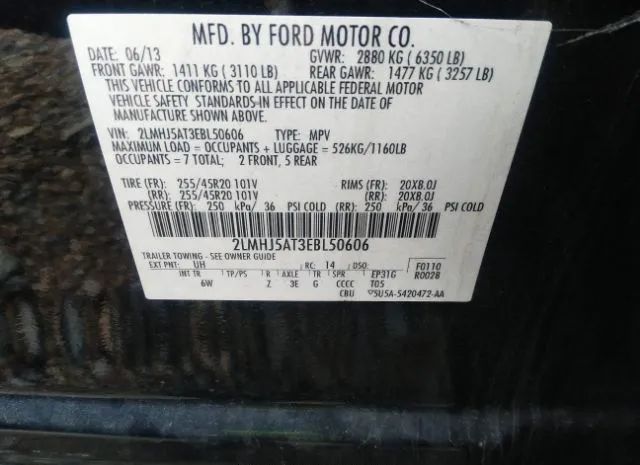 MFD. BY FORD MOTOR CO.
DATE: 06/13 GVWR: 2880 KG ( 6350 LB)
FRONT GAWR: 1411 KG ( 3110 LB) REAR GAWR: 1477 KG ( 3257 LB)
THIS VEHICLE CONFORMS TO ALL APPLICABLE FEDERAL MOTOR
VEHICLE SAFETY STANDARDS IN EFFECT ON THE DATE OF
MANUFACTURE SHOWN ABOVE.
VIN: 2LMHJ5AT3EBL50606 TYPE: MPV
MAXIMUM LOAD = OCCUPANTS + LUGGAGE = 526KG/1160LB
OCCUPANTS = 7 TOTAL; 2 FRONT, 5 REAR
TIRE (FR): 255/45R20 101V RIMS (FR): 20X8.0J
(RR): 255/45R20 101V (RR): 20X8.0J
PRESSURE (FR): 250 kPa/ 36 PSI COLD (RR): 250 kPa/ 36 PSI COLD
2LMHJ5AT3EBL50606
TRAILER TOWING - SEE OWNER GUIDE
EXT PNT: UH RC: 14 DSO: F0110
INT TR TP/PS R AXLE TR SPR EP31G R0028
6W Z 3E G CCCC T05
CBU 5U5A-5420472-AA